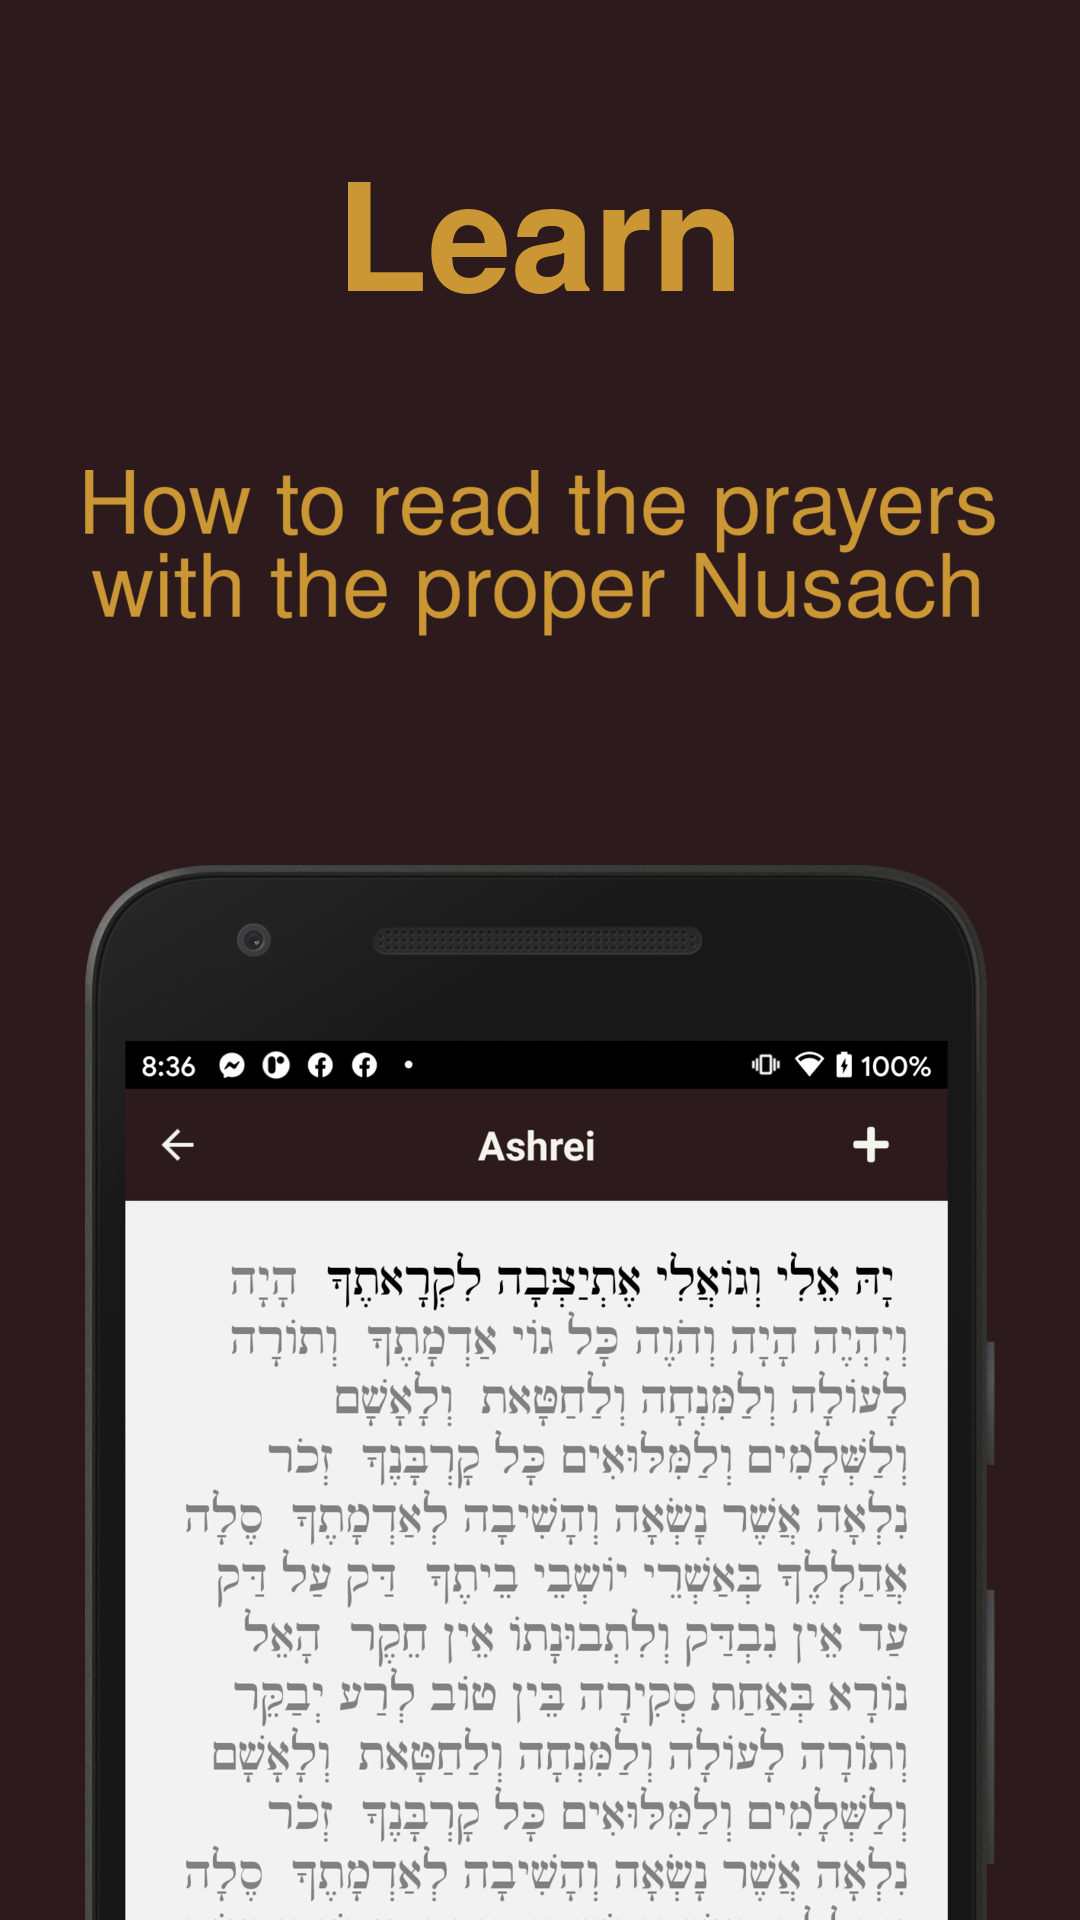 Learn
How to read the prayers
with the proper Nusach
8:36
100%
Ashrei
יָהּ אֵלִי וְגוֹאֲלִי אֶתְיַצְּבָה לִקְרָאתֶךָ הָיָה
וְיִהְיֶה הָיָה וְהֹוֶה כָּל גוֹי אַדְמָתֶךָ וְתוֹרָה
לָעוֹלָה וְלַמִּנְחָה וְלַחַטָּאת וְלָאָשָׁם
וְלַשְּׁלָמִים וְלַמִּלּוּאִים כָּל קָרְבָּנֶךָ זְכֹר
נִלְאָה אֲשֶׁר נָשְׂאָה וְהָשִׁיבָה לְאַדְמָתֶךָ סֶלָה
אֲהַלְלֶךָ בְּאַשְׁרֵי יוֹשְׁבֵי בֵיתֶךָ דַּק עַל דַּק
עַד אֵין נִבְדַּק וְלִתְבוּנָתוֹ אֵין חֵקֶר הָאֵל
נוֹרָא בְּאַחַת סְקִירָה בֵּין טוֹב לְרַע יְבַקֵּר
וְתוֹרָה לָעוֹלָה וְלַמִּנְחָה וְלַחַטָּאת וְלָאָשָׁם
וְלַשְּׁלָמִים וְלַמִּלּוּאִים כָּל קָרְבָּנֶךָ זְכֹר
נִלְאָה אֲשֶׁר נָשְׂאָה וְהָשִׁיבָה לְאַדְמָתֶךָ סֶלָה